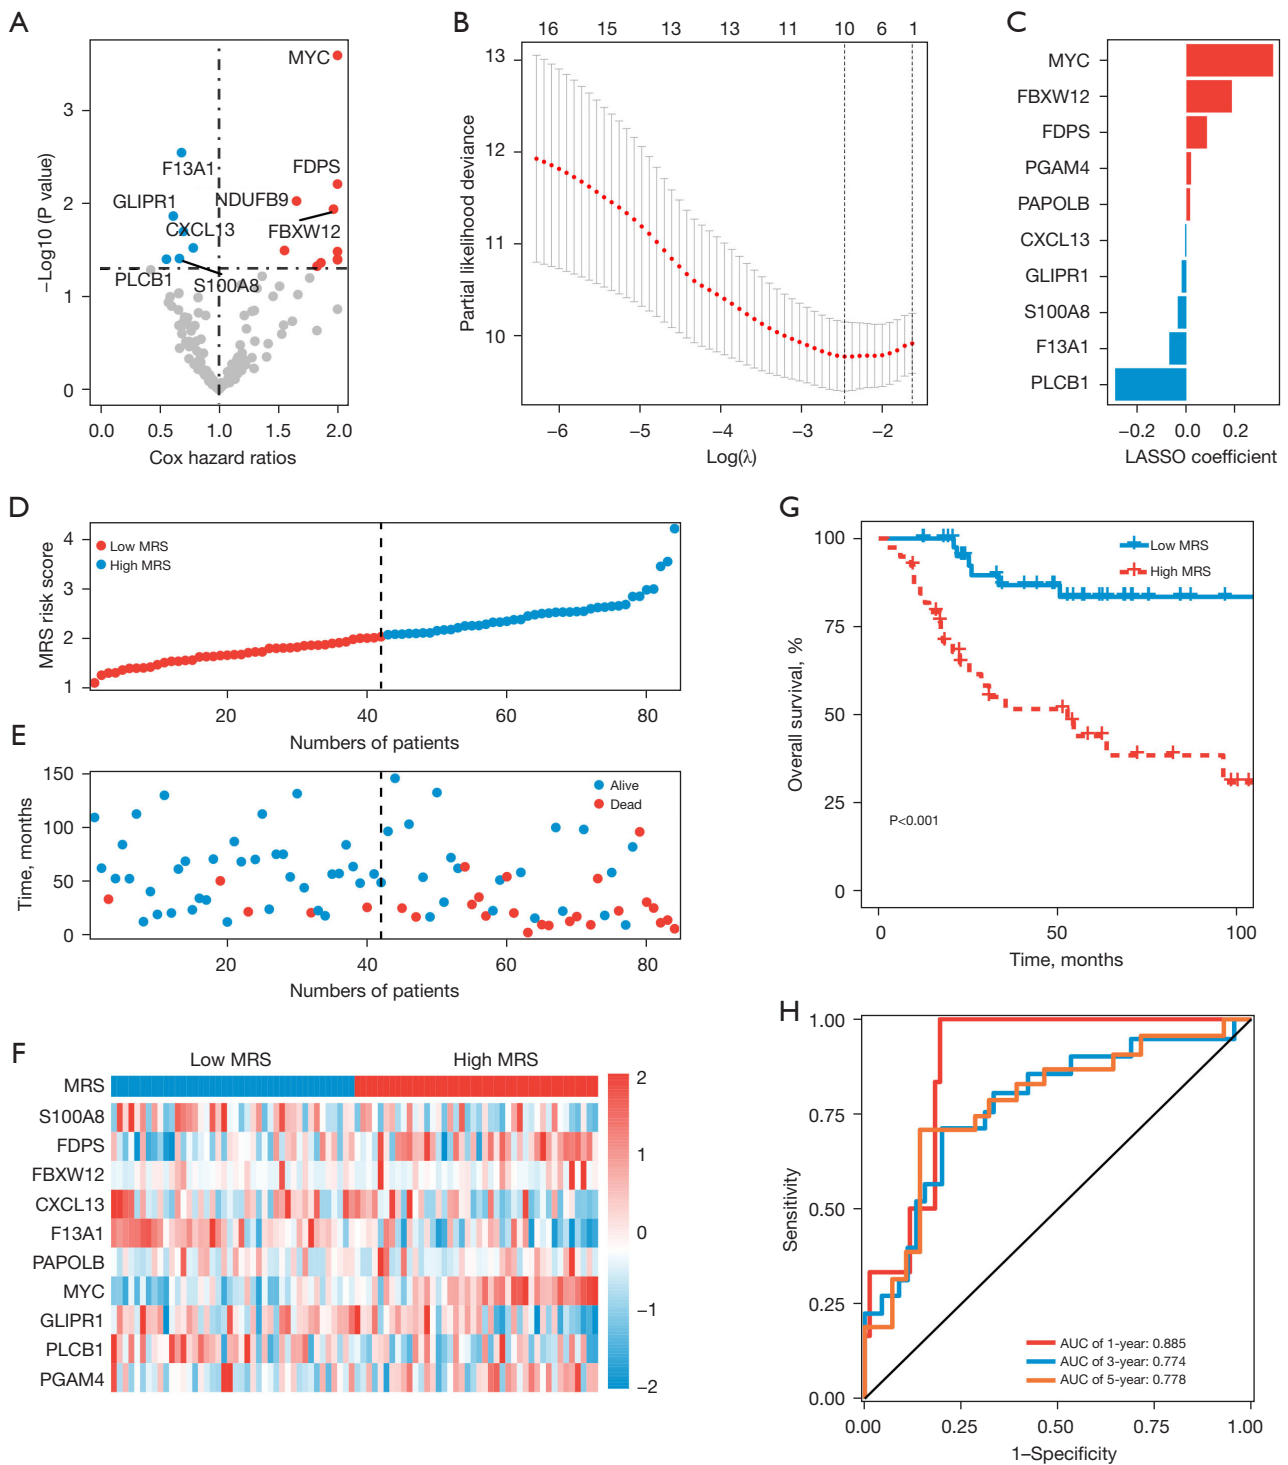 A
MYC
F13A1
FDPS
GLIPR1
NDUFB9
CXCL13
FBXW12
PLCB1
S100A8
−Log10 (P value)
3
2
1
0
0.0 0.5 1.0 1.5 2.0
Cox hazard ratios
B
16 15 13 13 11 10 6 1
Partial likelihood deviance
13
12
11
10
−6 −5 −4 −3 −2
Log(λ)
C
MYC
FBXW12
FDPS
PGAM4
PAPOLB
CXCL13
GLIPR1
S100A8
F13A1
PLCB1
−0.2 0.0 0.2
LASSO coefficient
D
MRS risk score
4
3
2
1
Low MRS
High MRS
20 40 60 80
Numbers of patients
E
Time, months
150
100
50
0
Alive
Dead
20 40 60 80
Numbers of patients
F
Low MRS High MRS
MRS
S100A8
FDPS
FBXW12
CXCL13
F13A1
PAPOLB
MYC
GLIPR1
PLCB1
PGAM4
2
1
0
−1
−2
G
Overall survival, %
100
75
50
25
0
Low MRS
High MRS
P<0.001
0 50 100
Time, months
H
Sensitivity
1.00
0.75
0.50
0.25
0.00
AUC of 1-year: 0.885
AUC of 3-year: 0.774
AUC of 5-year: 0.778
0.00 0.25 0.50 0.75 1.00
1−Specificity